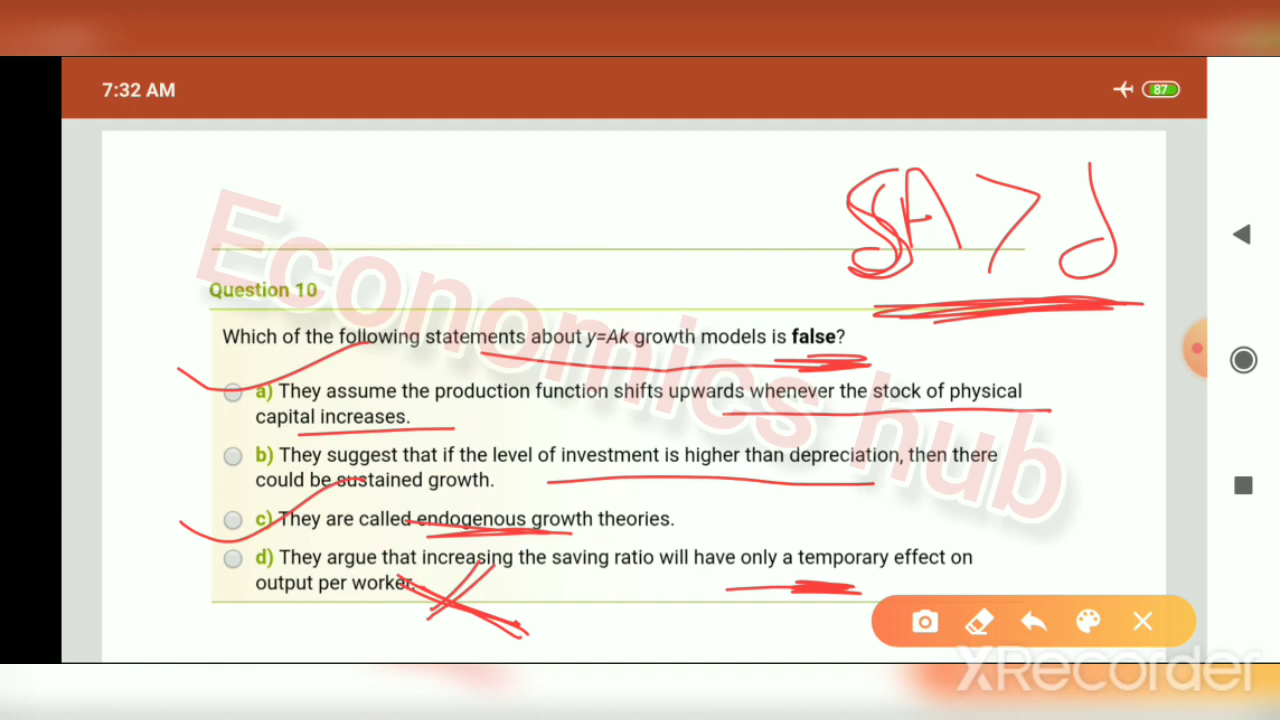 7:32 AM
87
SA > d
Question 10
Which of the following statements about y=Ak growth models is false?
a) They assume the production function shifts upwards whenever the stock of physical
capital increases.
b) They suggest that if the level of investment is higher than depreciation, then there
could be sustained growth.
c) They are called endogenous growth theories.
d) They argue that increasing the saving ratio will have only a temporary effect on
output per worker.
Economics hub
XRecorder